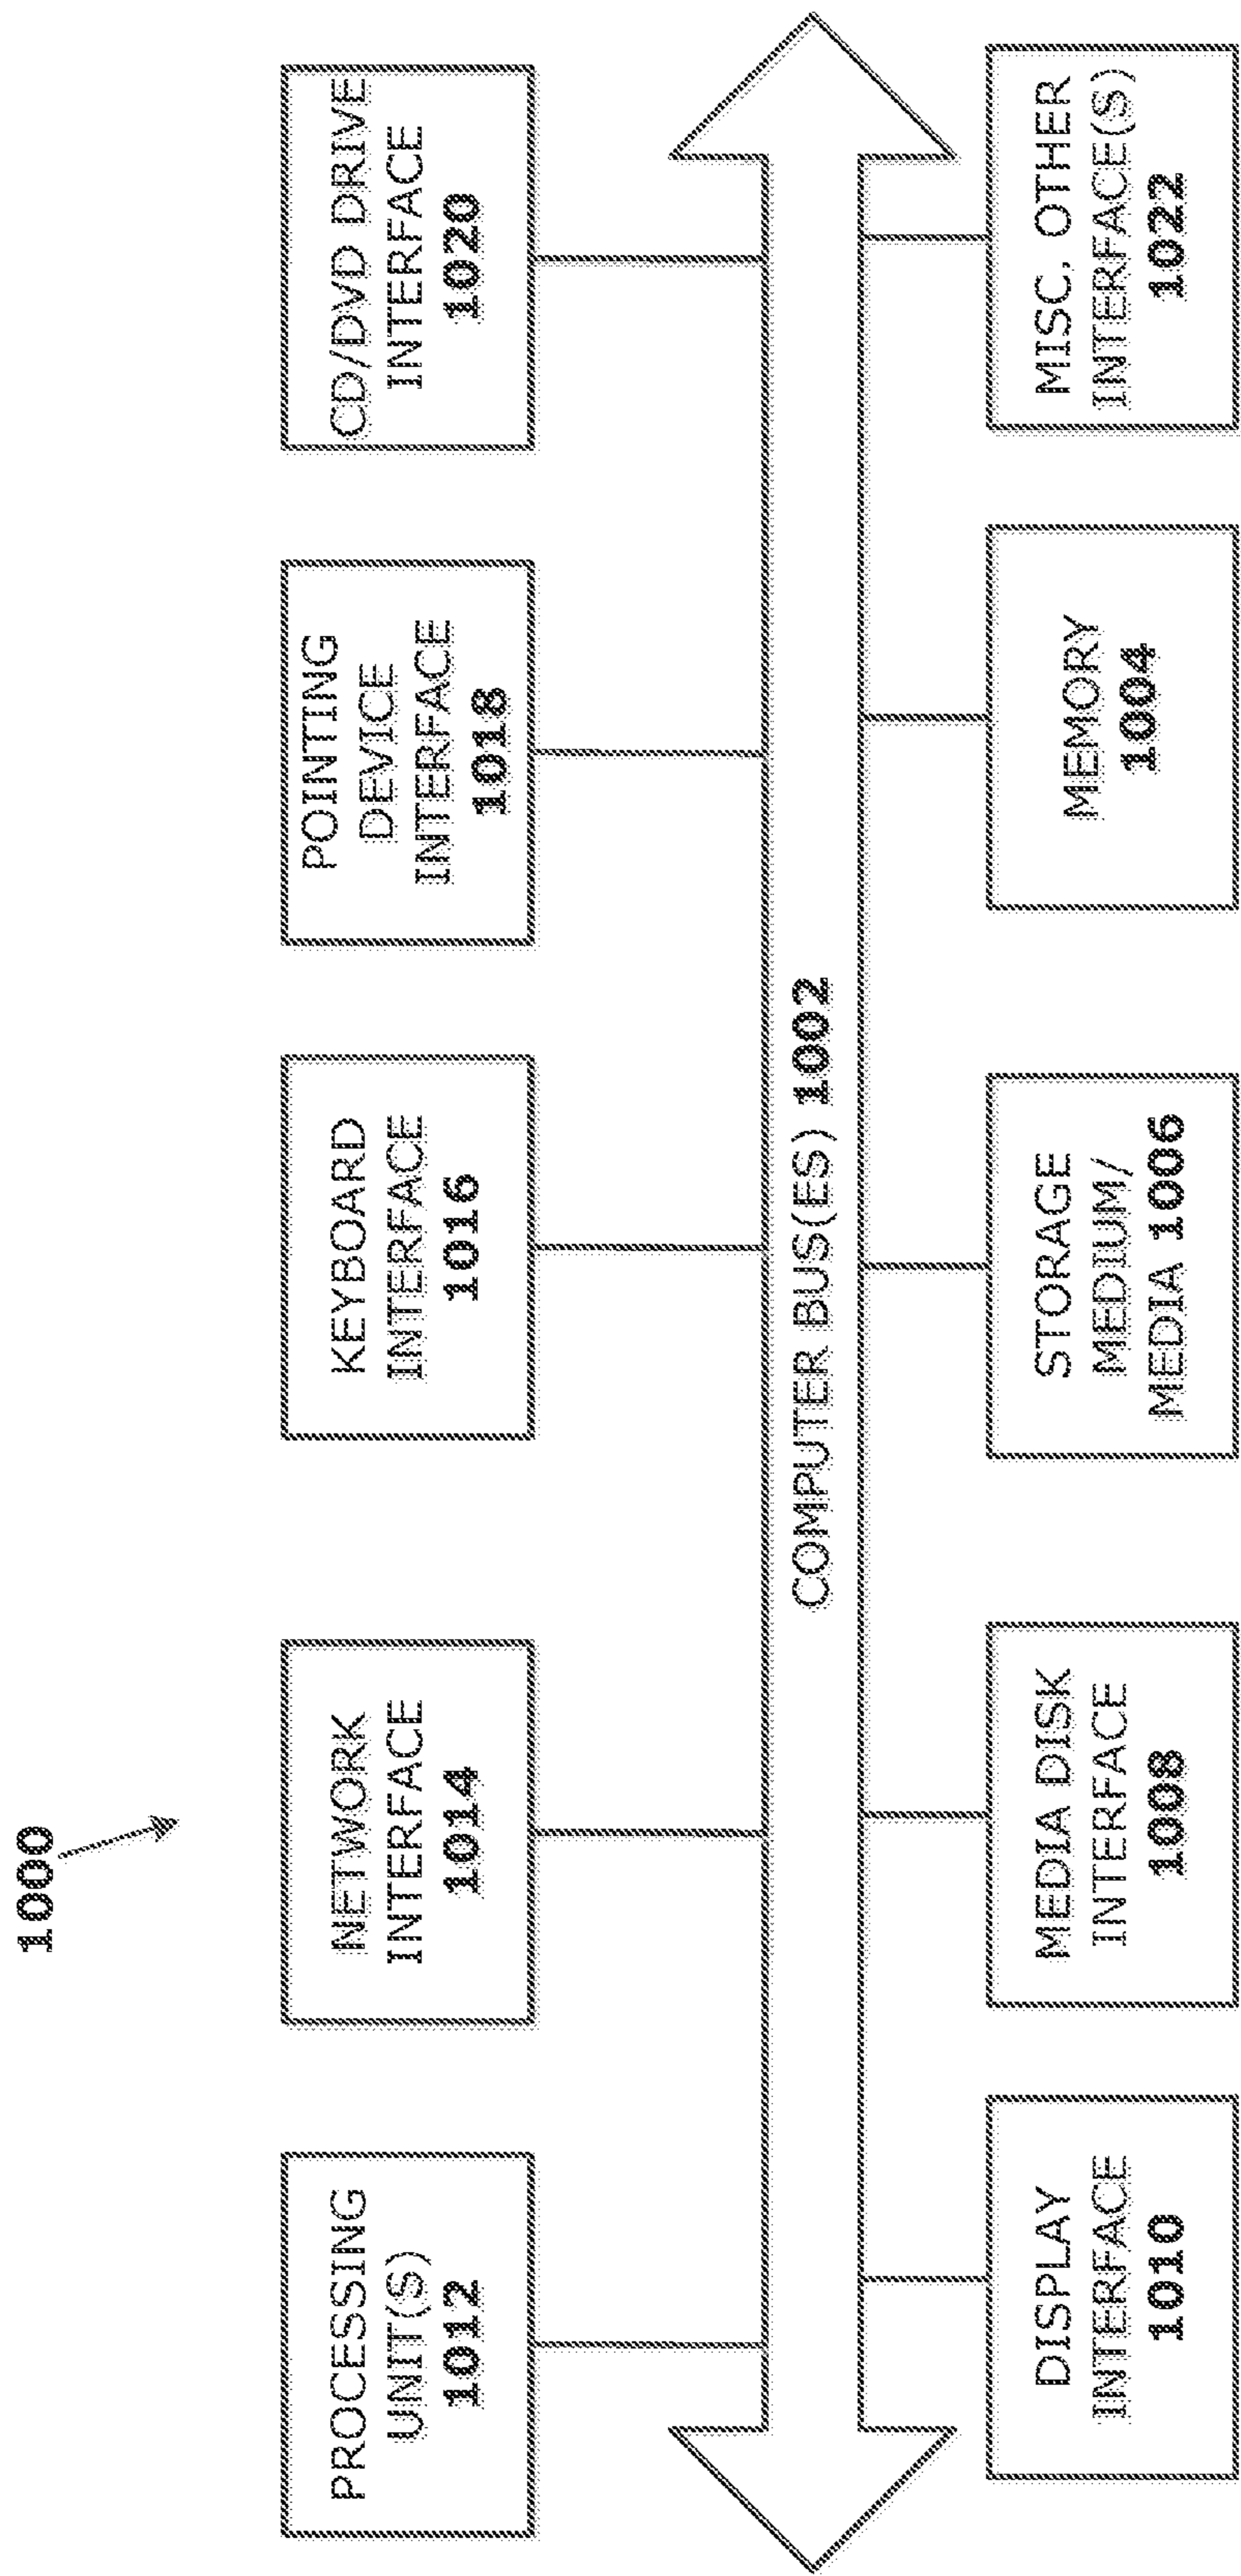 1000
PROCESSING
UNIT(S)
1012
NETWORK
INTERFACE
1014
KEYBOARD
INTERFACE
1016
POINTING
DEVICE
INTERFACE
1018
CD/DVD DRIVE
INTERFACE
1020
COMPUTER BUS(ES) 1002
DISPLAY
INTERFACE
1010
MEDIA DISK
INTERFACE
1008
STORAGE
MEDIUM/
MEDIA 1006
MEMORY
1004
MISC. OTHER
INTERFACE(S)
1022